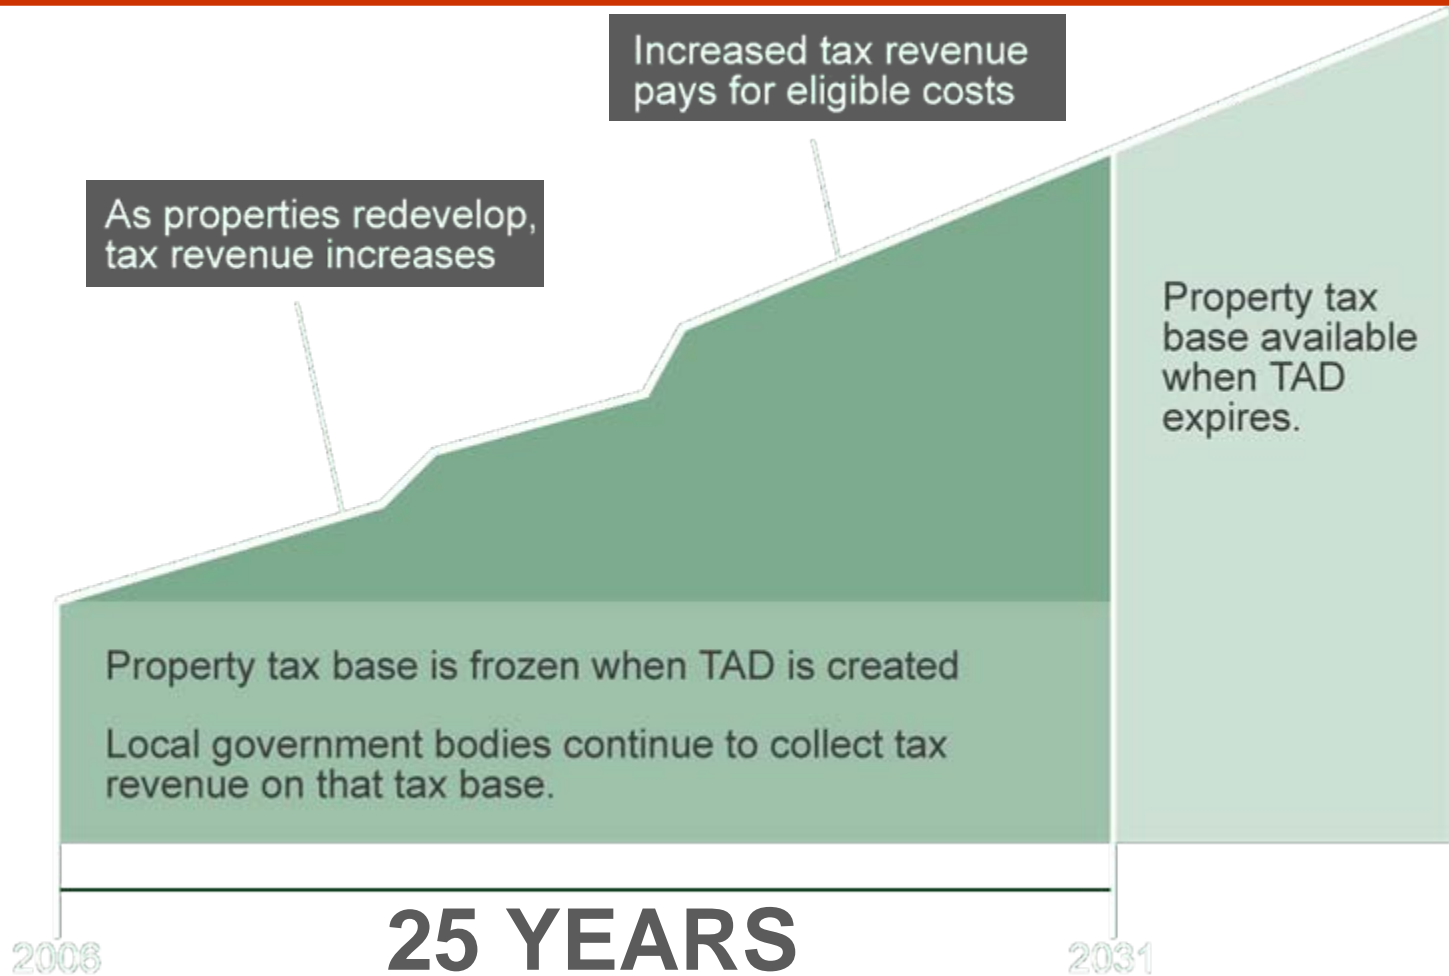 Increased tax revenue
pays for eligible costs
As properties redevelop,
tax revenue increases
Property tax
base available
when TAD
expires.
Property tax base is frozen when TAD is created
Local government bodies continue to collect tax
revenue on that tax base.
25 YEARS
2006
2031